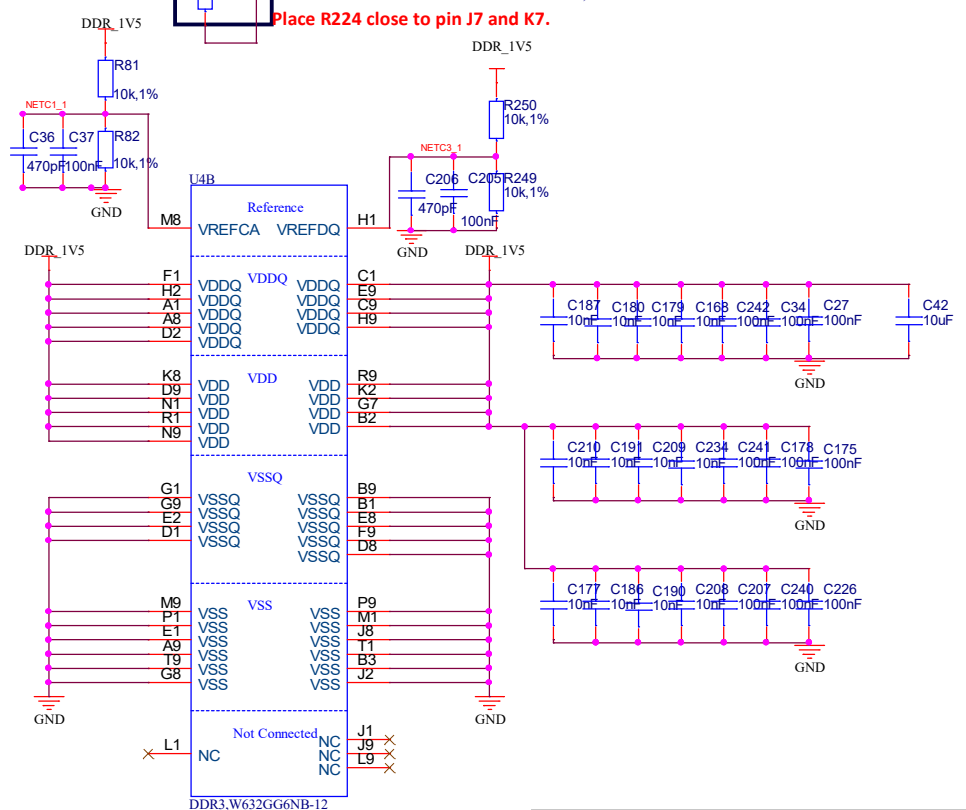 Place R224 close to pin J7 and K7.
DDR_1V5
R81
10k,1%
NETC1_1
C36
470pF
C37
100nF
R82
10k,1%
GND
DDR_1V5
R250
10k,1%
NETC3_1
C206
470pF
C205
100nF
R249
10k,1%
GND
U4B
Reference
M8 VREFCA VREFDQ H1
DDR_1V5
DDR_1V5
VDDQ
F1 VDDQ VDDQ C1
H2 VDDQ VDDQ E9
A1 VDDQ VDDQ C9
A8 VDDQ VDDQ H9
D2 VDDQ
VDD
K8 VDD VDD R9
D9 VDD VDD K2
N1 VDD VDD G7
R1 VDD VDD B2
N9 VDD
VSSQ
G1 VSSQ VSSQ B9
G9 VSSQ VSSQ B1
E2 VSSQ VSSQ E8
D1 VSSQ VSSQ F9
VSSQ D8
VSS
M9 VSS VSS P9
P1 VSS VSS M1
E1 VSS VSS J8
A9 VSS VSS T1
T9 VSS VSS B3
G8 VSS VSS J2
GND
GND
Not Connected
L1 NC
NC J1
NC J9
NC L9
DDR3,W632GG6NB-12
C187 C180 C179 C168 C242 C34 C27 C42
10nF 10nF 10nF 10nF 100nF 100nF 100nF 10uF
GND
C210 C191 C209 C234 C241 C178 C175
10nF 10nF 10nF 10nF 100nF 100nF 100nF
GND
C177 C186 C190 C208 C207 C240 C226
10nF 10nF 10nF 10nF 100nF 100nF 100nF
GND